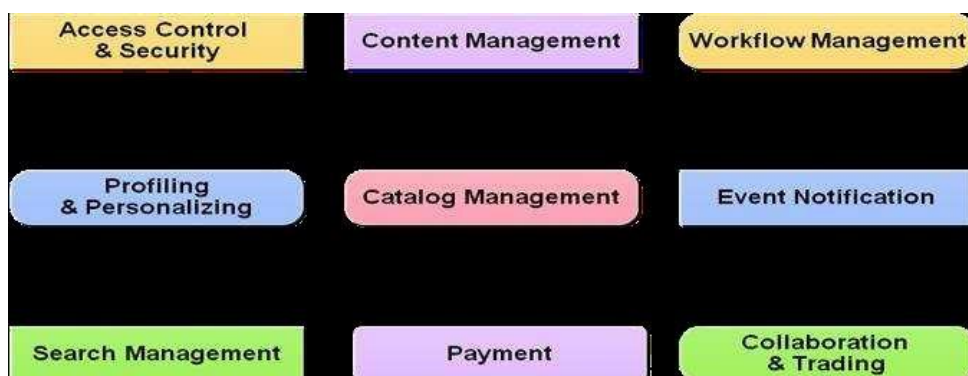 Access Control
& Security
Content Management
Workflow Management
Profiling
& Personalizing
Catalog Management
Event Notification
Search Management
Payment
Collaboration
& Trading